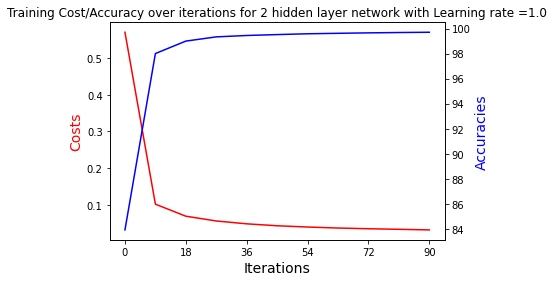 Training Cost/Accuracy over iterations for 2 hidden layer network with Learning rate =1.0
Costs
0.5
0.4
0.3
0.2
0.1
100
98
96
94
92
90
88
86
84
Accuracies
0 18 36 54 72 90
Iterations